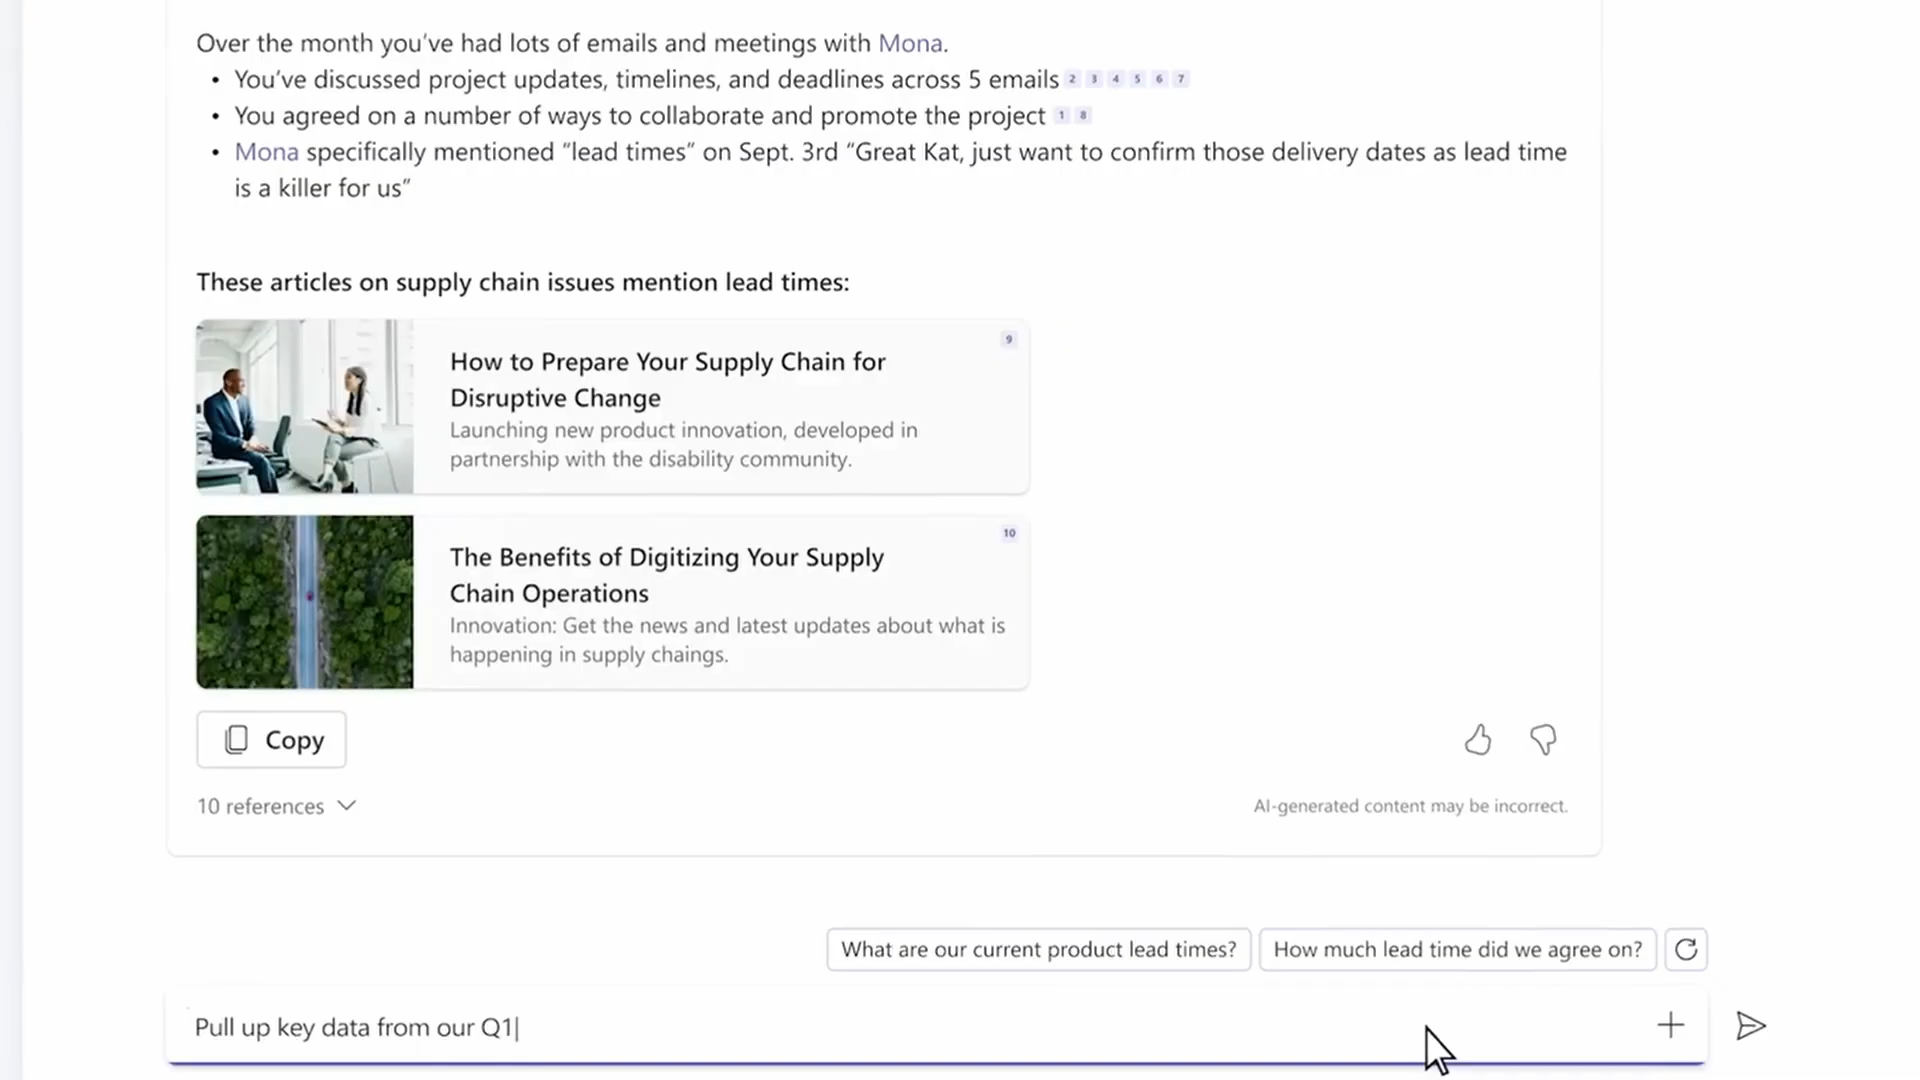 Over the month you’ve had lots of emails and meetings with Mona.
• You’ve discussed project updates, timelines, and deadlines across 5 emails 2 3 4 5 6 7
• You agreed on a number of ways to collaborate and promote the project 1 8
• Mona specifically mentioned “lead times” on Sept. 3rd “Great Kat, just want to confirm those delivery dates as lead time
is a killer for us”
These articles on supply chain issues mention lead times:
9
How to Prepare Your Supply Chain for
Disruptive Change
Launching new product innovation, developed in
partnership with the disability community.
10
The Benefits of Digitizing Your Supply
Chain Operations
Innovation: Get the news and latest updates about what is
happening in supply chaings.
Copy
10 references
AI-generated content may be incorrect.
What are our current product lead times?
How much lead time did we agree on?
Pull up key data from our Q1